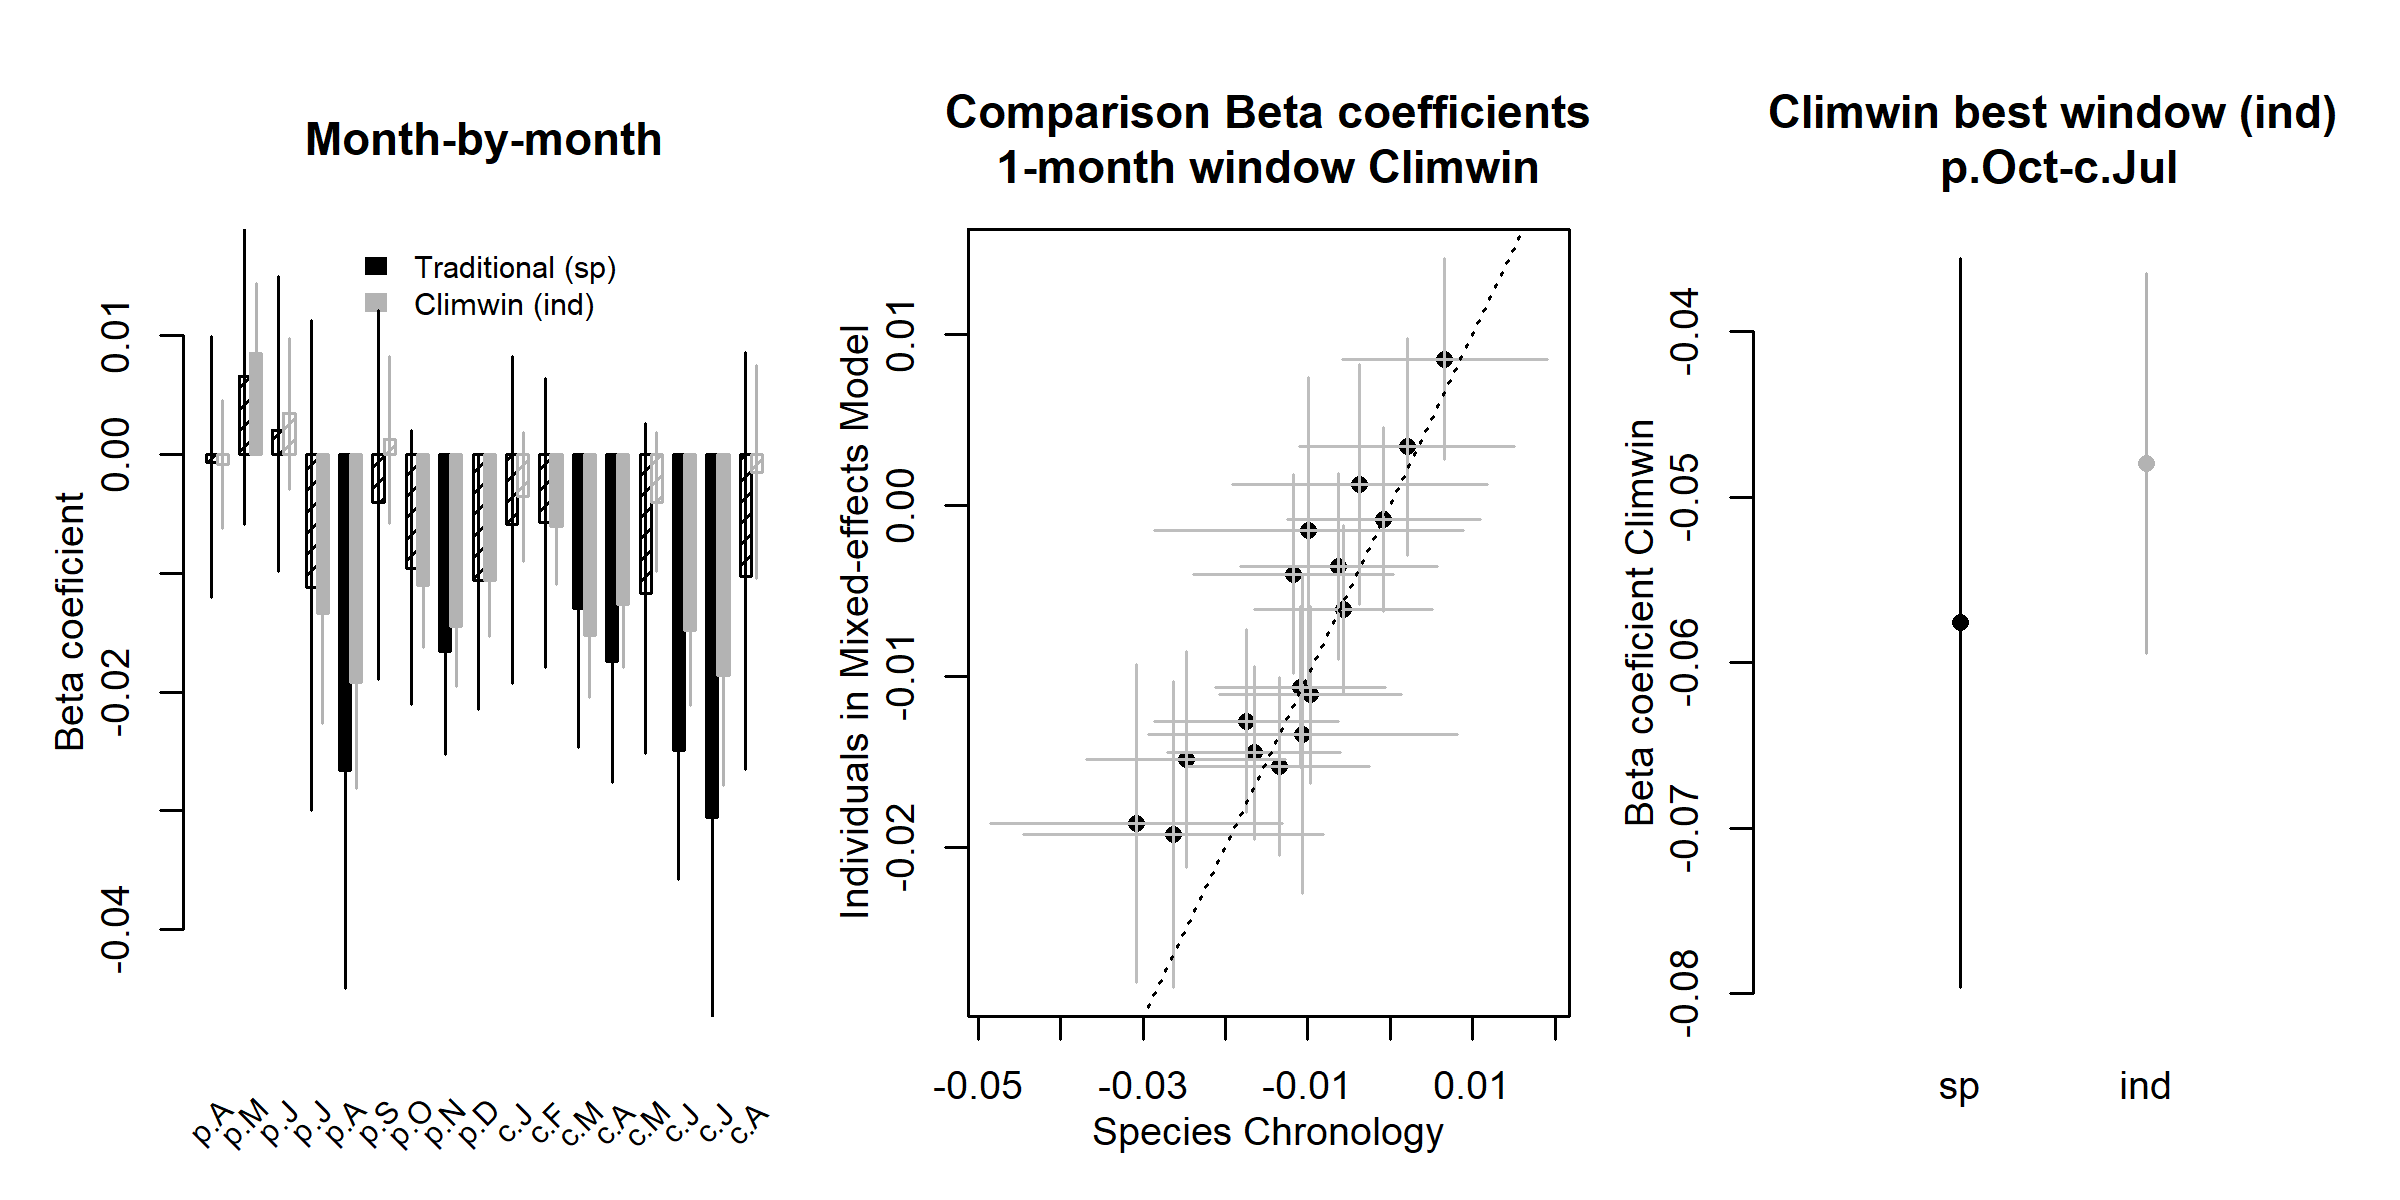 Month-by-month
Traditional (sp)
Climwin (ind)
Beta coeficient
0.01
0.00
-0.02
-0.04
p.A
p.M
p.J
p.J
p.A
p.S
p.O
p.N
p.D
c.J
c.F
c.M
c.A
c.M
c.J
c.J
c.A
Comparison Beta coefficients
1-month window Climwin
Individuals in Mixed-effects Model
0.01
0.00
-0.01
-0.02
-0.05
-0.03
-0.01
0.01
Species Chronology
Climwin best window (ind)
p.Oct-c.Jul
Beta coeficient Climwin
-0.04
-0.05
-0.06
-0.07
-0.08
sp
ind